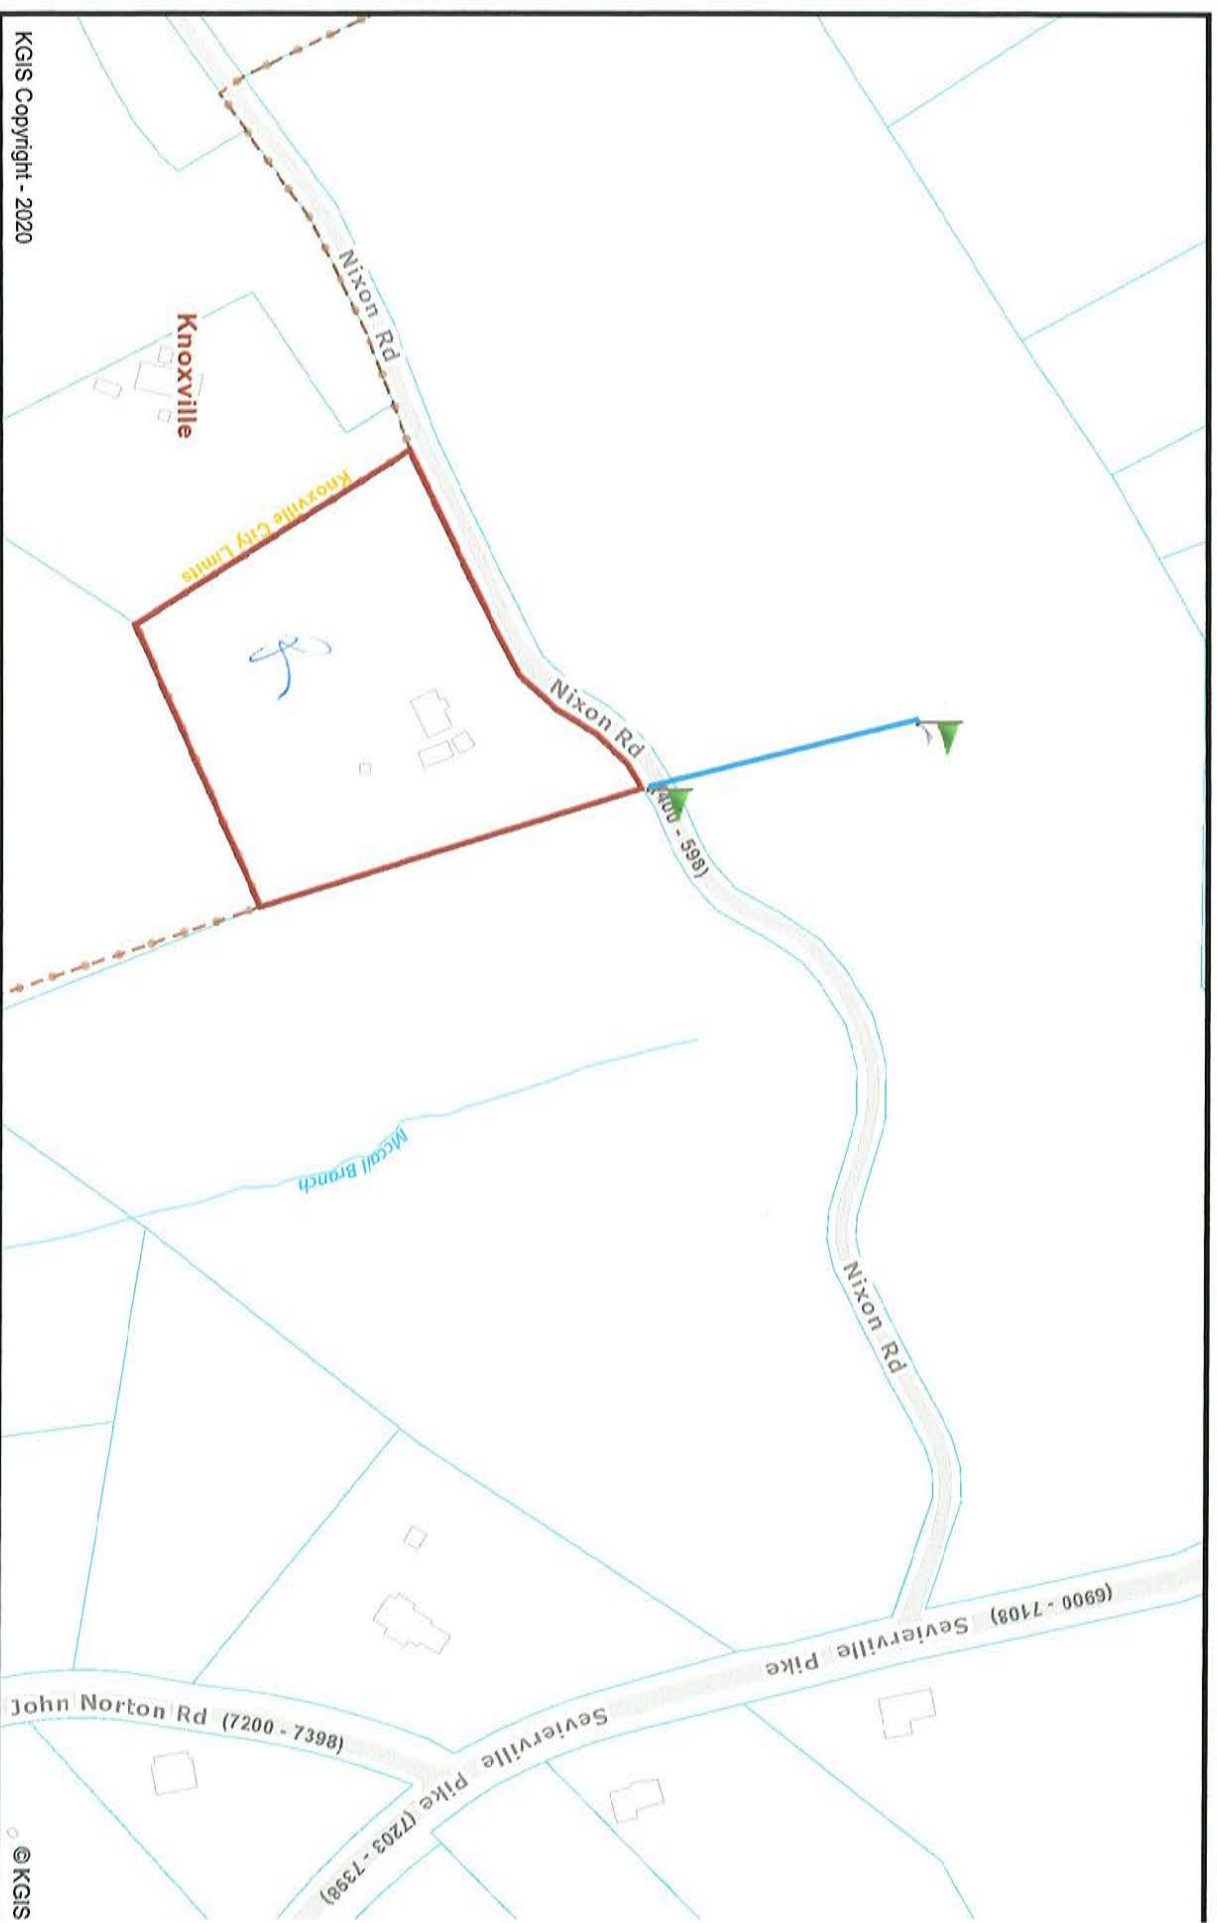 KGIS Copyright - 2020
Nixon Rd
Knoxville
Knoxville City Limits
Nixon Rd
400 - 598)
Mccall Branch
Nixon Rd
(6900 - 7108)
Sevierville Pike
Sevierville Pike (7203 - 7398)
John Norton Rd (7200 - 7398)
© KGIS